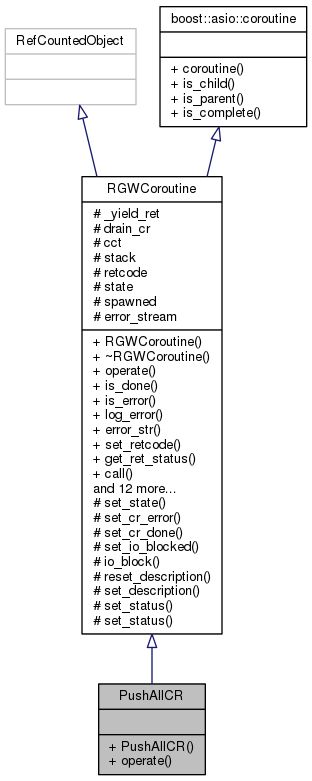 RefCountedObject
boost::asio::coroutine
+ coroutine()
+ is_child()
+ is_parent()
+ is_complete()
RGWCoroutine
# _yield_ret
# drain_cr
# cct
# stack
# retcode
# state
# spawned
# error_stream
+ RGWCoroutine()
+ ~RGWCoroutine()
+ operate()
+ is_done()
+ is_error()
+ log_error()
+ error_str()
+ set_retcode()
+ get_ret_status()
+ call()
and 12 more...
# set_state()
# set_cr_error()
# set_cr_done()
# set_io_blocked()
# io_block()
# reset_description()
# set_description()
# set_status()
# set_status()
PushAllCR
+ PushAllCR()
+ operate()